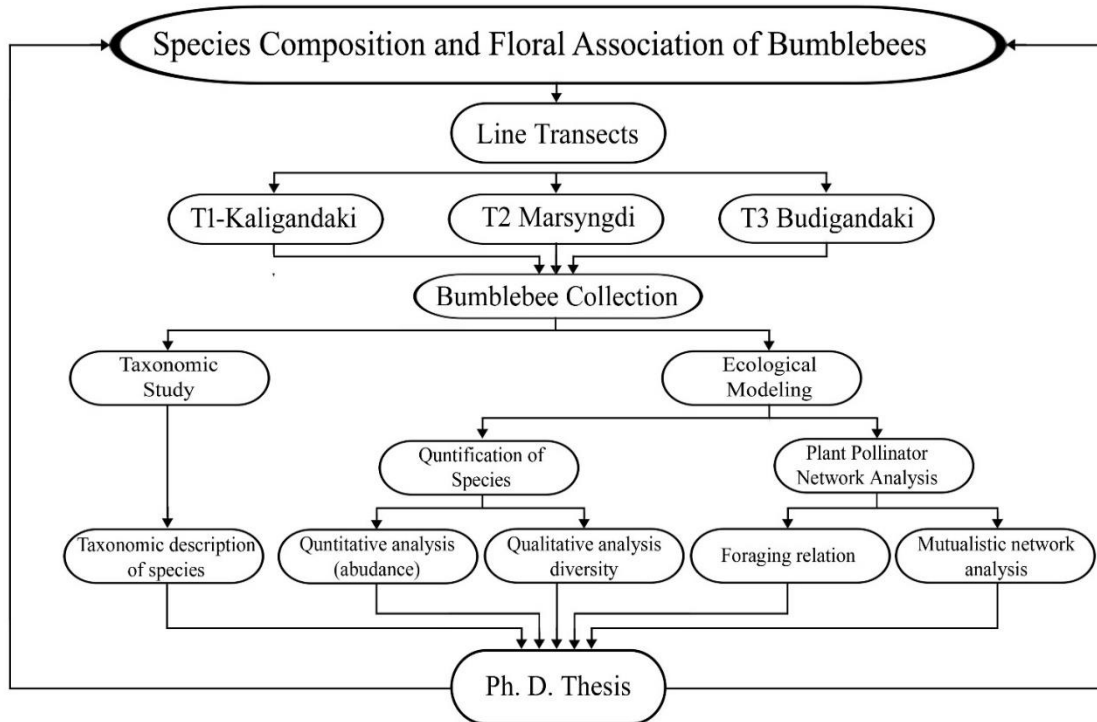 Species Composition and Floral Association of Bumblebees
Line Transects
T1-Kaligandaki
T2 Marsyngdi
T3 Budigandaki
Bumblebee Collection
Taxonomic
Study
Ecological
Modeling
Quntification of
Species
Plant Pollinator
Network Analysis
Taxonomic description
of species
Quntitative analysis
(abudance)
Qualitative analysis
diversity
Foraging relation
Mutualistic network
analysis
Ph. D. Thesis